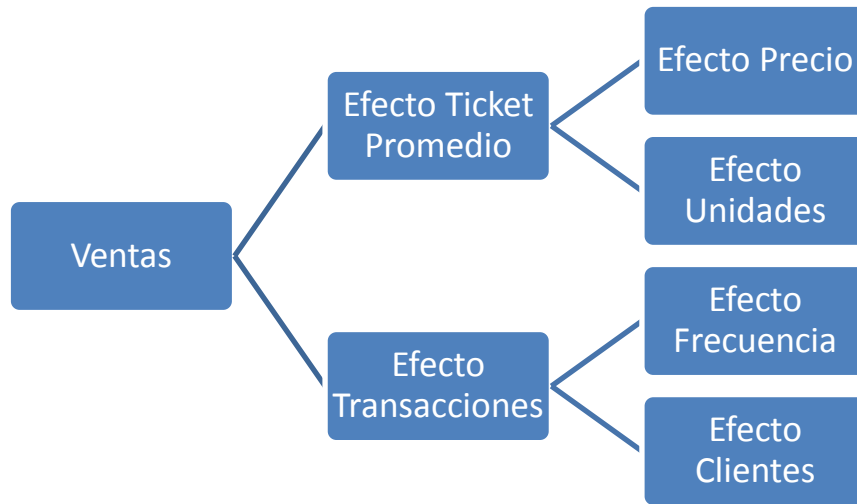 Ventas
Efecto Ticket
Promedio
Efecto
Transacciones
Efecto Precio
Efecto
Unidades
Efecto
Frecuencia
Efecto
Clientes